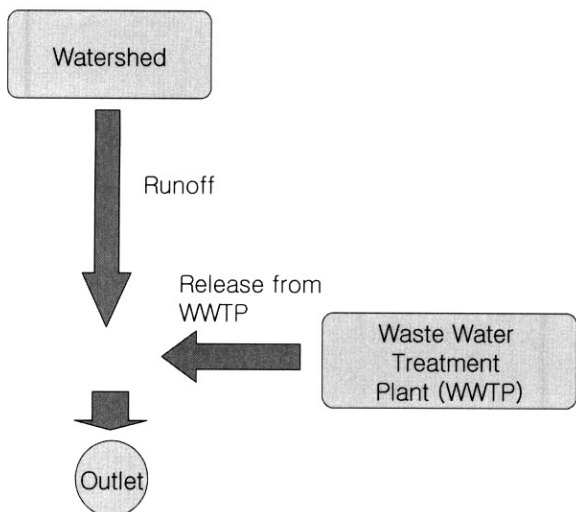 Watershed
Runoff
Release from
WWTP
Waste Water
Treatment
Plant (WWTP)
Outlet